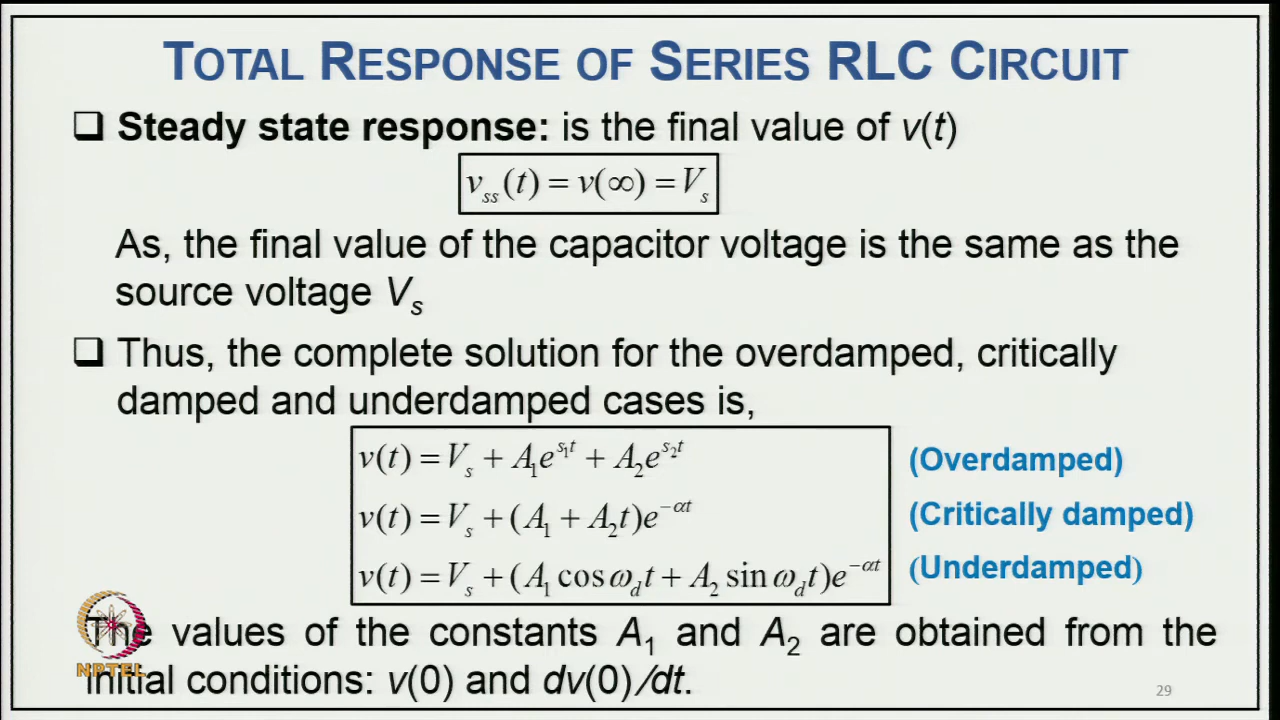 TOTAL RESPONSE OF SERIES RLC CIRCUIT
❑ Steady state response: is the final value of v(t)
v_ss(t) = v(∞) = V_s
As, the final value of the capacitor voltage is the same as the
source voltage V_s
❑ Thus, the complete solution for the overdamped, critically
damped and underdamped cases is,
v(t) = V_s + A_1e^{s_1t} + A_2e^{s_2t} (Overdamped)
v(t) = V_s + (A_1 + A_2t)e^{−αt} (Critically damped)
v(t) = V_s + (A_1 cos ω_d t + A_2 sin ω_d t)e^{−αt} (Underdamped)
The values of the constants A_1 and A_2 are obtained from the
initial conditions: v(0) and dv(0)/dt.
NPTEL
29